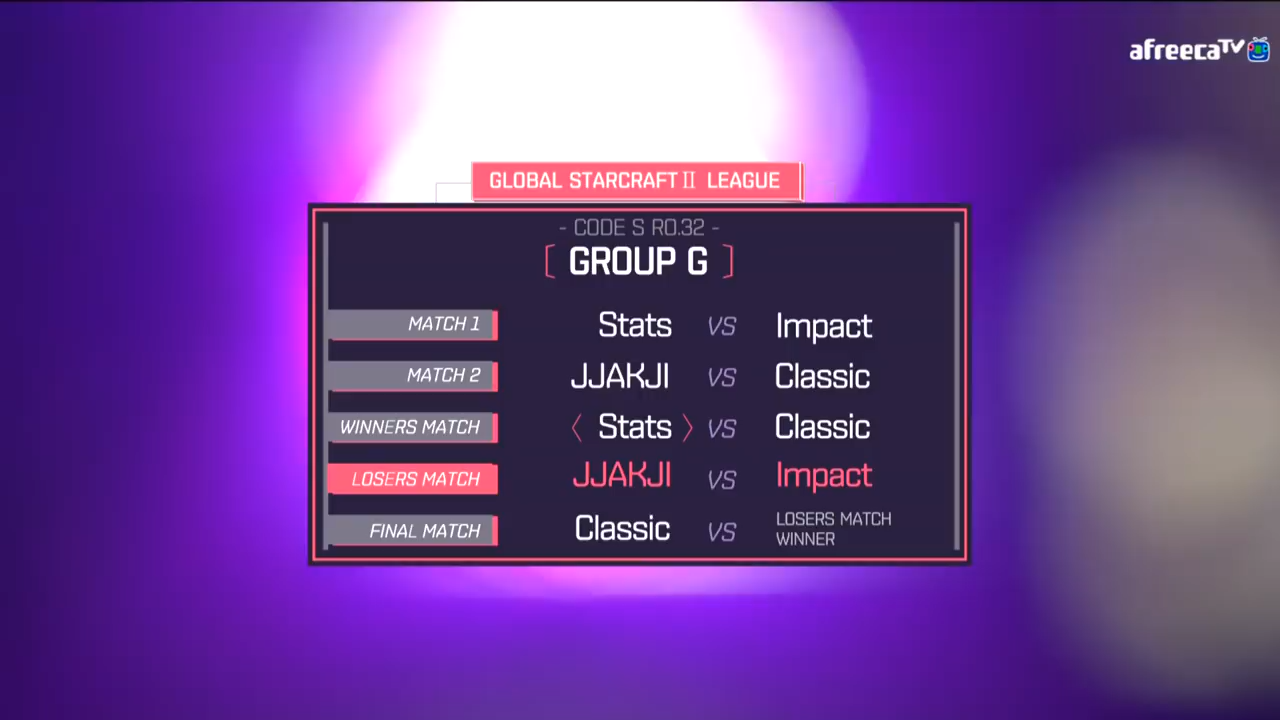 afreecaTV
GLOBAL STARCRAFT II LEAGUE
- CODE S RO.32 -
[ GROUP G ]
MATCH 1 Stats VS Impact
MATCH 2 JJAKJI VS Classic
WINNERS MATCH 〈 Stats 〉 VS Classic
LOSERS MATCH JJAKJI VS Impact
FINAL MATCH Classic VS LOSERS MATCH
WINNER